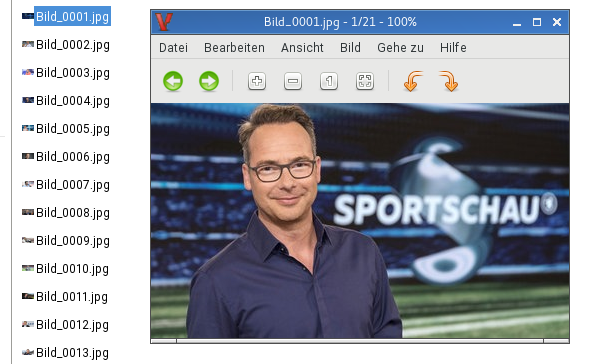 Bild_0001.jpg
Bild_0002.jpg
Bild_0003.jpg
Bild_0004.jpg
Bild_0005.jpg
Bild_0006.jpg
Bild_0007.jpg
Bild_0008.jpg
Bild_0009.jpg
Bild_0010.jpg
Bild_0011.jpg
Bild_0012.jpg
Bild_0013.jpg
Bild_0001.jpg - 1/21 - 100%
Datei Bearbeiten Ansicht Bild Gehe zu Hilfe
1
SPORTSCHAU 1